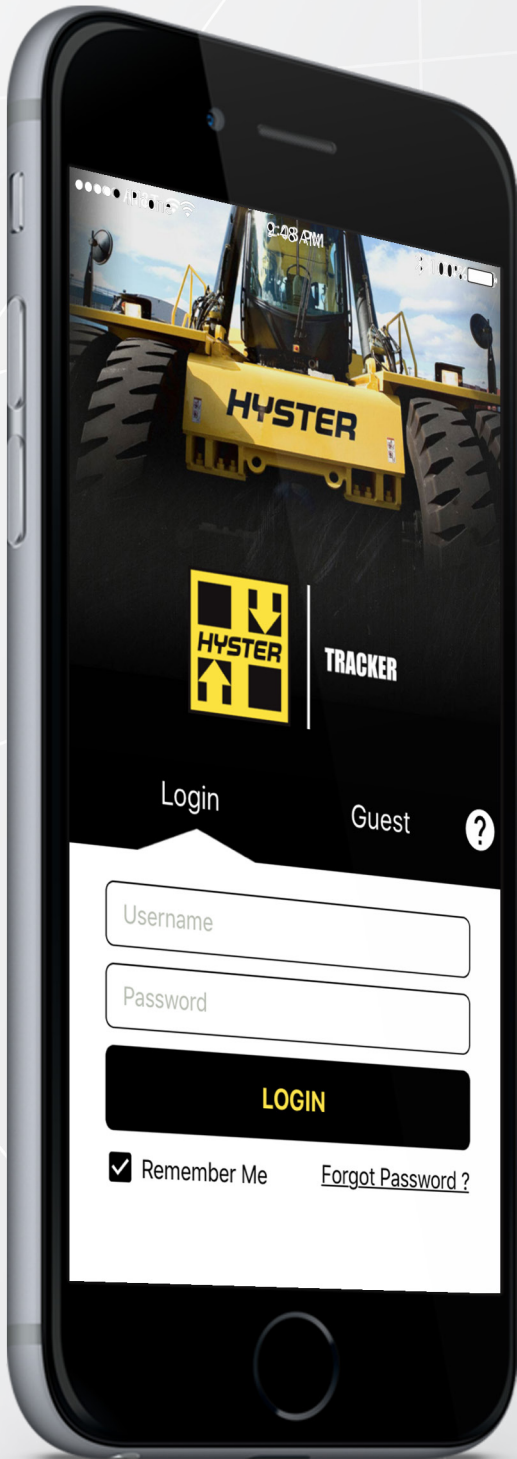 HYSTER
HYSTER
TRACKER
Login
Guest
?
Username
Password
LOGIN
Remember Me
Forgot Password ?